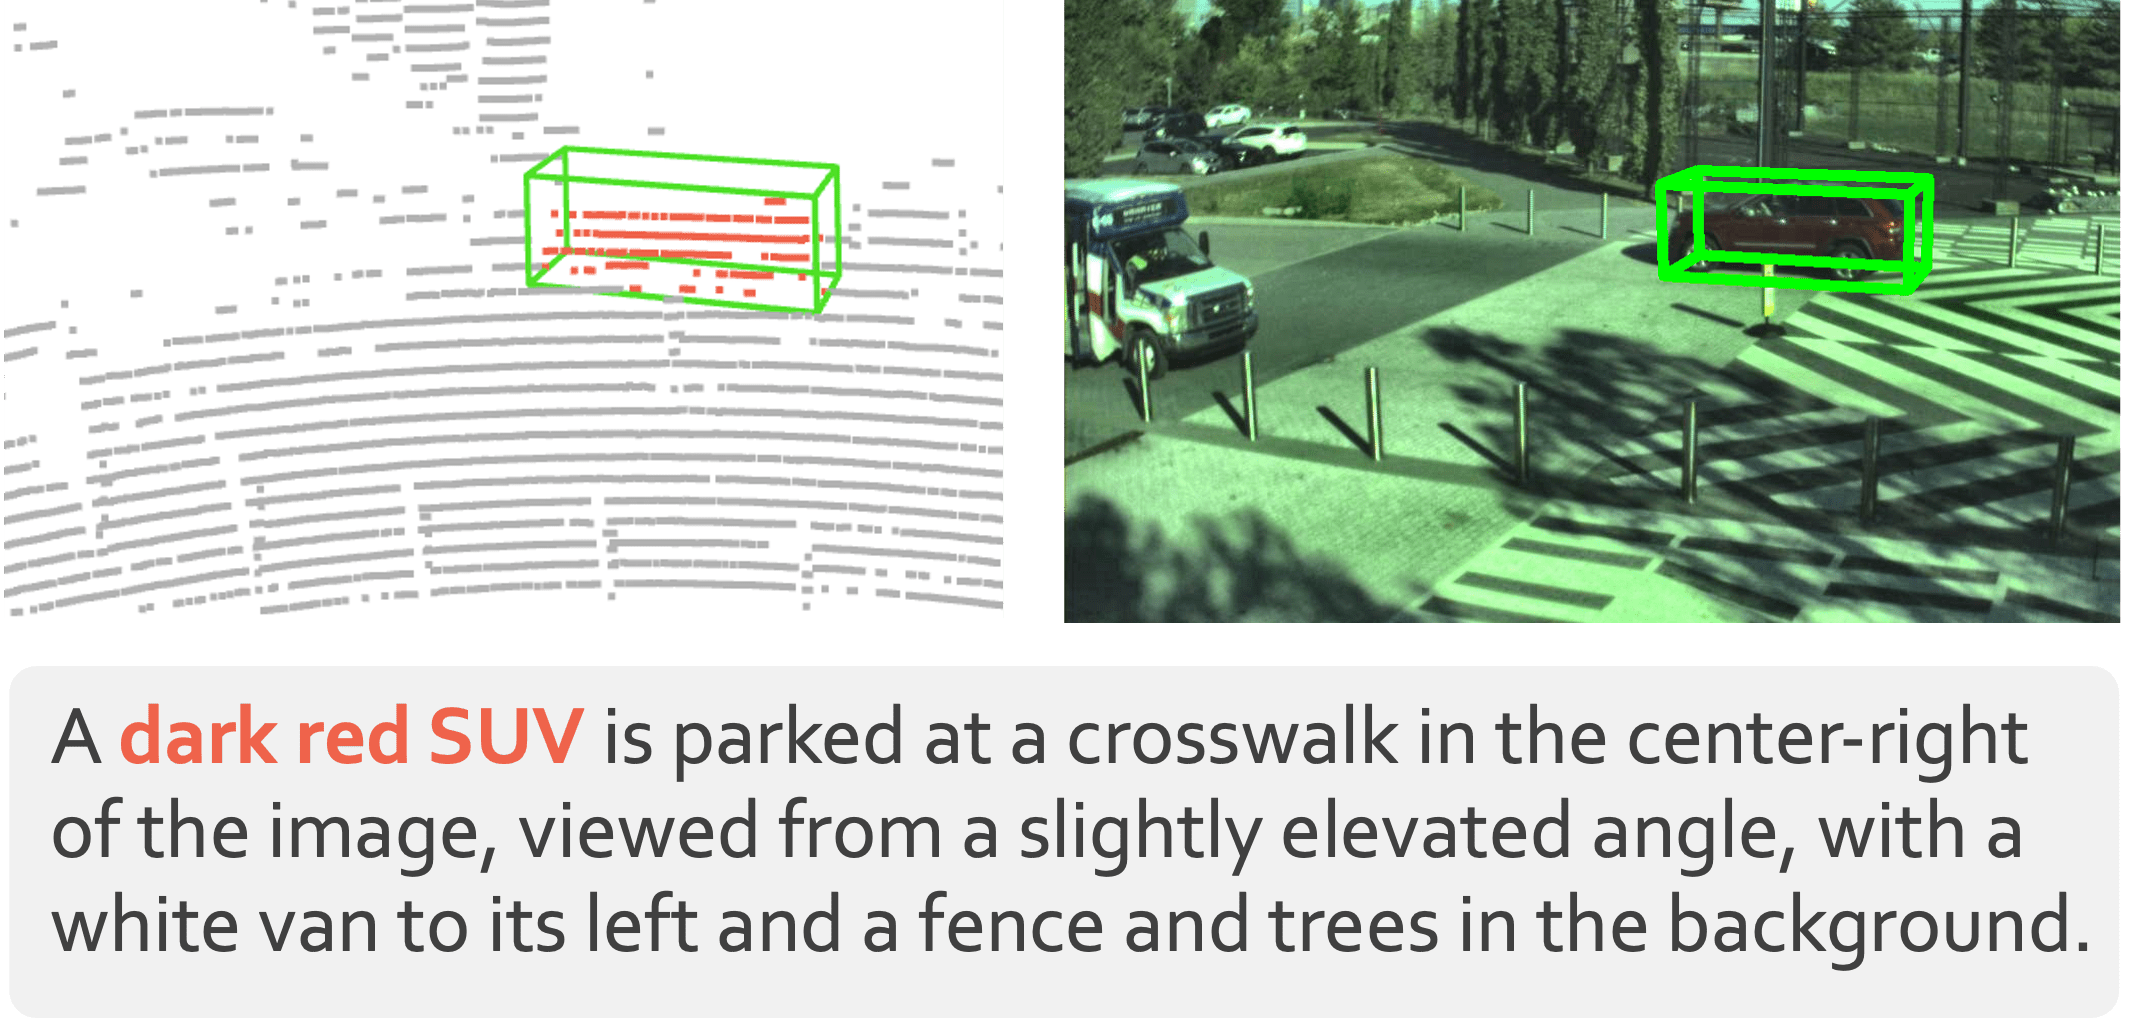 A dark red SUV is parked at a crosswalk in the center-right
of the image, viewed from a slightly elevated angle, with a
white van to its left and a fence and trees in the background.